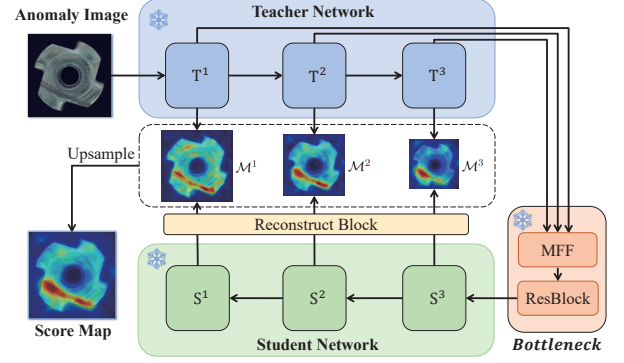 Anomaly Image
Teacher Network
T¹
T²
T³
Upsample
ℳ¹
ℳ²
ℳ³
Reconstruct Block
MFF
ResBlock
S¹
S²
S³
Score Map
Student Network
Bottleneck